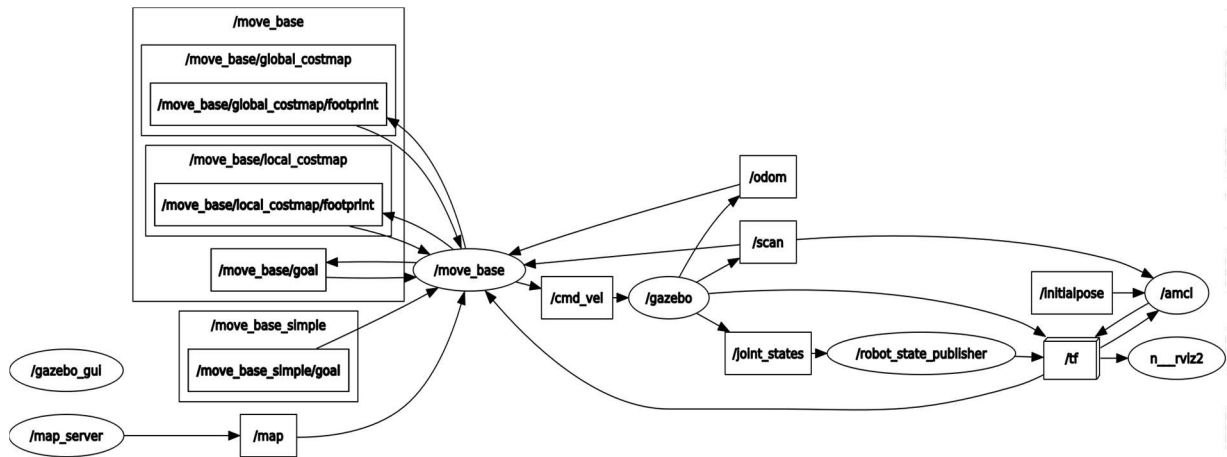 /move_base
/move_base/global_costmap
/move_base/global_costmap/footprint
/move_base/local_costmap
/move_base/local_costmap/footprint
/move_base/goal
/move_base_simple
/move_base_simple/goal
/gazebo_gui
/map_server
/map
/move_base
/cmd_vel
/gazebo
/odom
/scan
/joint_states
/robot_state_publisher
/initialpose
/amcl
/tf
n___rviz2